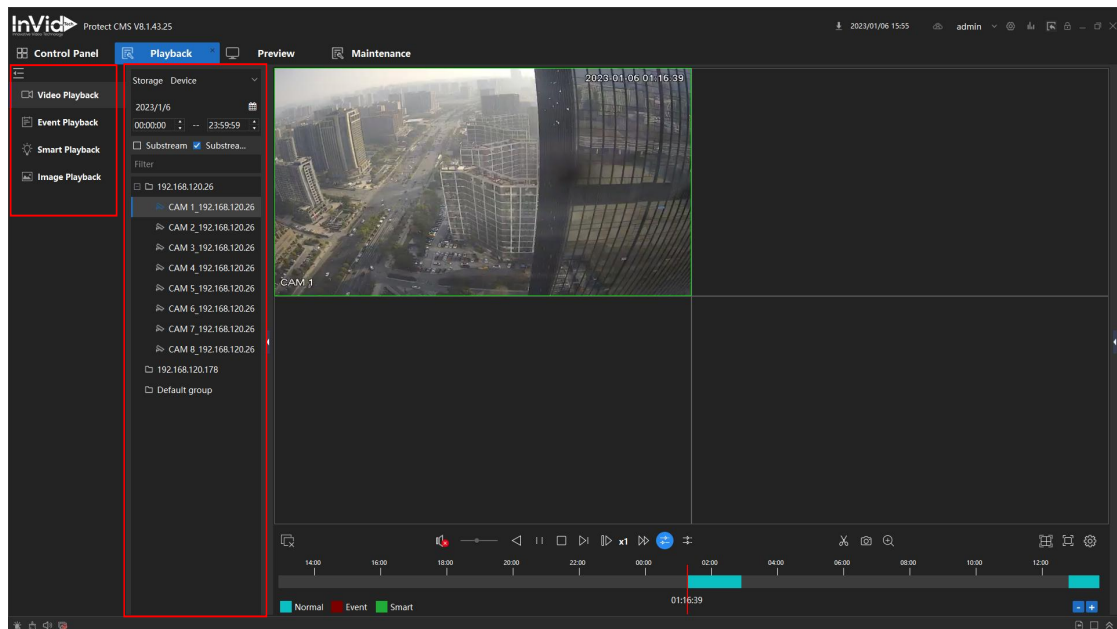 InVid Tech Protect CMS V8.1.43.25
2023/01/06 15:55 admin
Control Panel Playback Preview Maintenance
Video Playback
Event Playback
Smart Playback
Image Playback
Storage Device
2023/1/6
00:00:00 -- 23:59:59
Substream Substrea...
Filter
192.168.120.26
CAM 1_192.168.120.26
CAM 2_192.168.120.26
CAM 3_192.168.120.26
CAM 4_192.168.120.26
CAM 5_192.168.120.26
CAM 6_192.168.120.26
CAM 7_192.168.120.26
CAM 8_192.168.120.26
192.168.120.178
Default group
2023-01-06 01:16:39
CAM 1
x1
14:00 16:00 18:00 20:00 22:00 00:00 02:00 04:00 06:00 08:00 10:00 12:00
01:16:39
Normal Event Smart